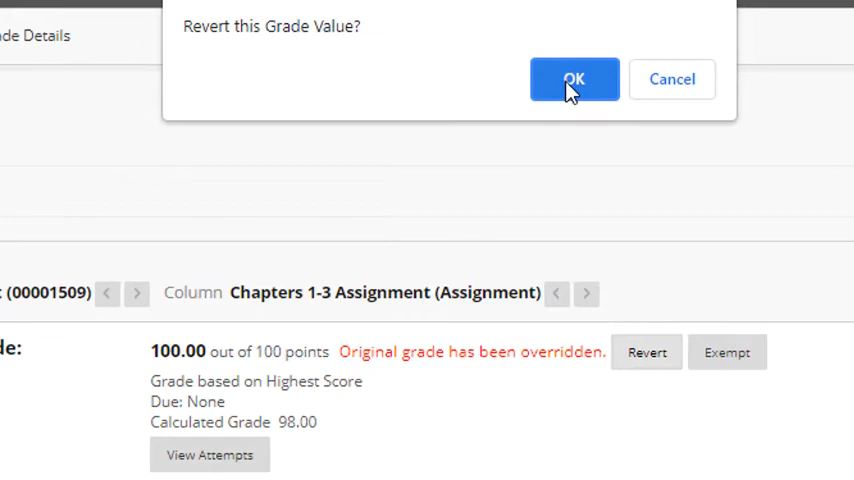 Revert this Grade Value?
de Details
OK Cancel
(00001509) < > Column Chapters 1-3 Assignment (Assignment) < >
de: 100.00 out of 100 points Original grade has been overridden. Revert Exempt
Grade based on Highest Score
Due: None
Calculated Grade 98.00
View Attempts